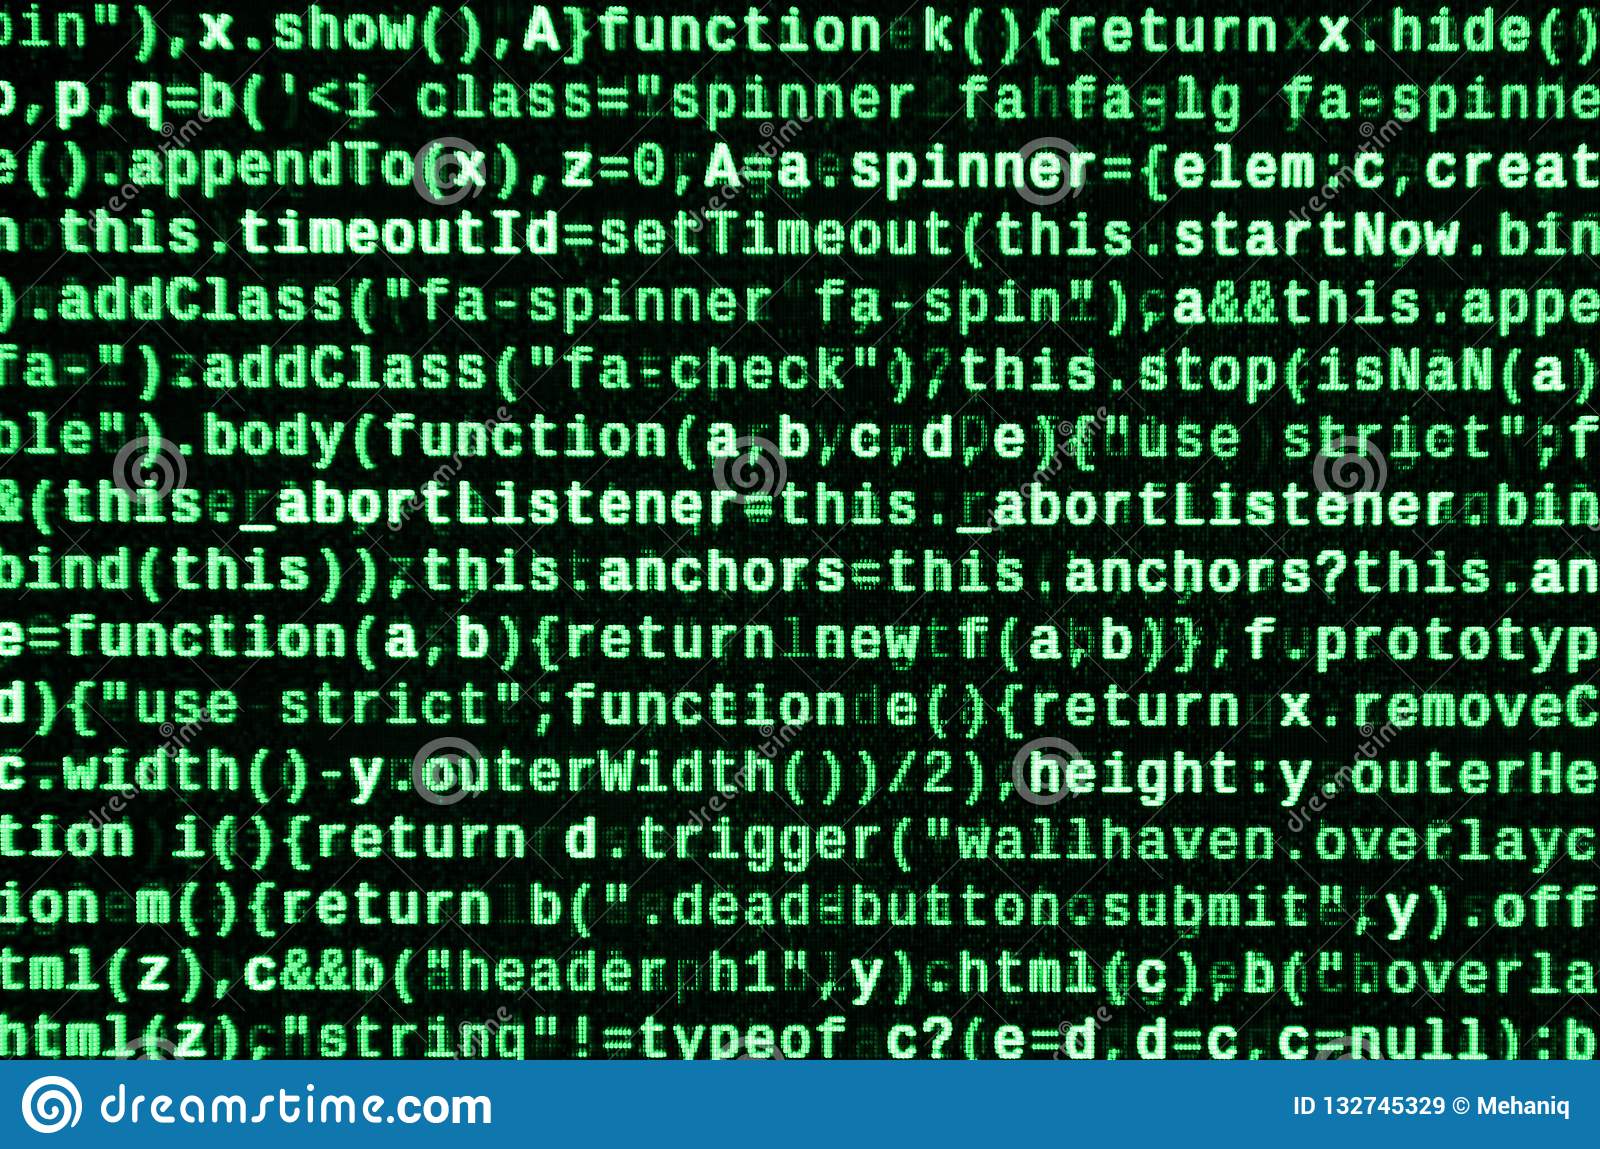 in"),x.show(),A}function k(){return x.hide()
p,p,q=b('<i class="spinner fa fa-lg fa-spinne
e().appendTo(x),z=0,A=a.spinner={elem:c,creat
n this.timeoutId=setTimeout(this.startNow.bin
).addClass("fa-spinner fa-spin"),a&&this.appe
fa-").addClass("fa-check"),this.stop(isNaN(a)
ble").body(function(a,b,c,d,e){"use strict";f
&(this._abortListener=this._abortListener.bin
bind(this)),this.anchors=this.anchors?this.an
e=function(a,b){return new f(a,b)},f.prototyp
d){"use strict";function e(){return x.removeC
c.width()-y.outerWidth())/2),height:y.outerHe
tion i(){return d.trigger("wallhaven.overlayc
ion m(){return b(".dead-button.submit",y).off
tml(z),c&&b("header h1",y).html(c),b(".overla
html(z),"string"!=typeof c?(e=d,d=c,c=null):b
dreamstime.com
ID 132745329 © Mehaniq